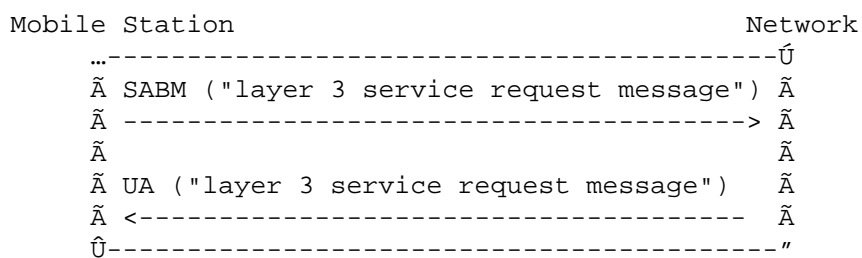 Mobile Station Network
…------------------------------------------Ú
Ã SABM ("layer 3 service request message") Ã
Ã ---------------------------------------> Ã
Ã Ã
Ã UA ("layer 3 service request message") Ã
Ã <-------------------------------------- Ã
Û------------------------------------------”